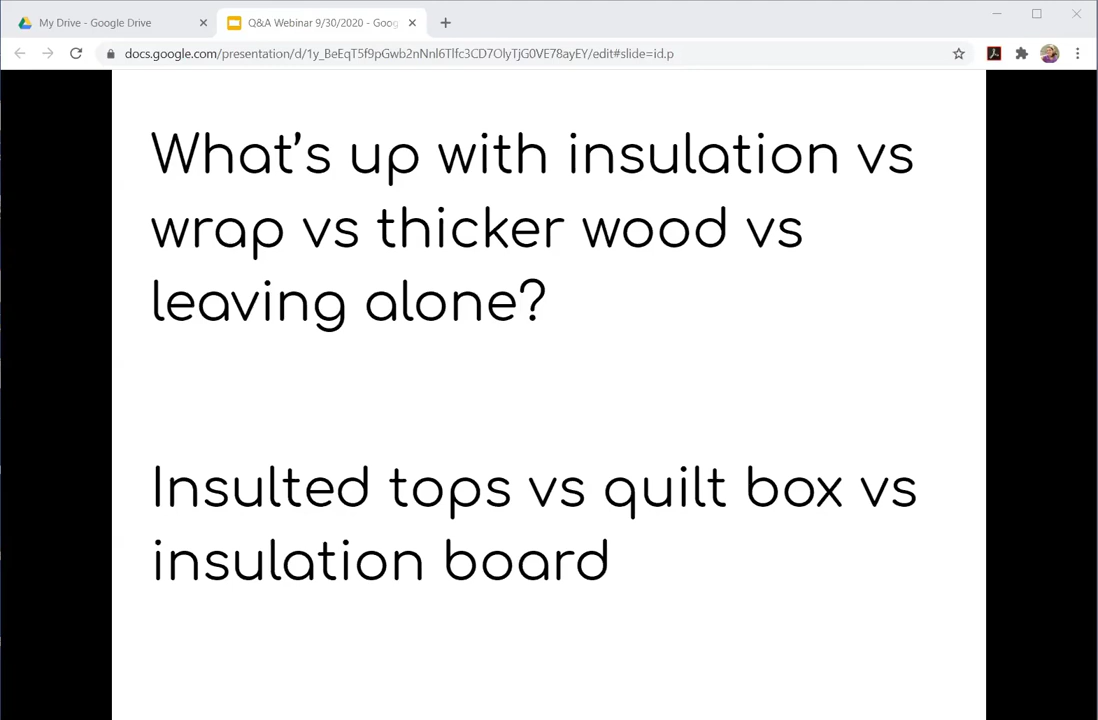 My Drive - Google Drive
Q&A Webinar 9/30/2020 - Goog
docs.google.com/presentation/d/1y_BeEqT5f9pGwb2nNnl6Tlfc3CD7OlyTjG0VE78ayEY/edit#slide=id.p
What's up with insulation vs
wrap vs thicker wood vs
leaving alone?
Insulted tops vs quilt box vs
insulation board